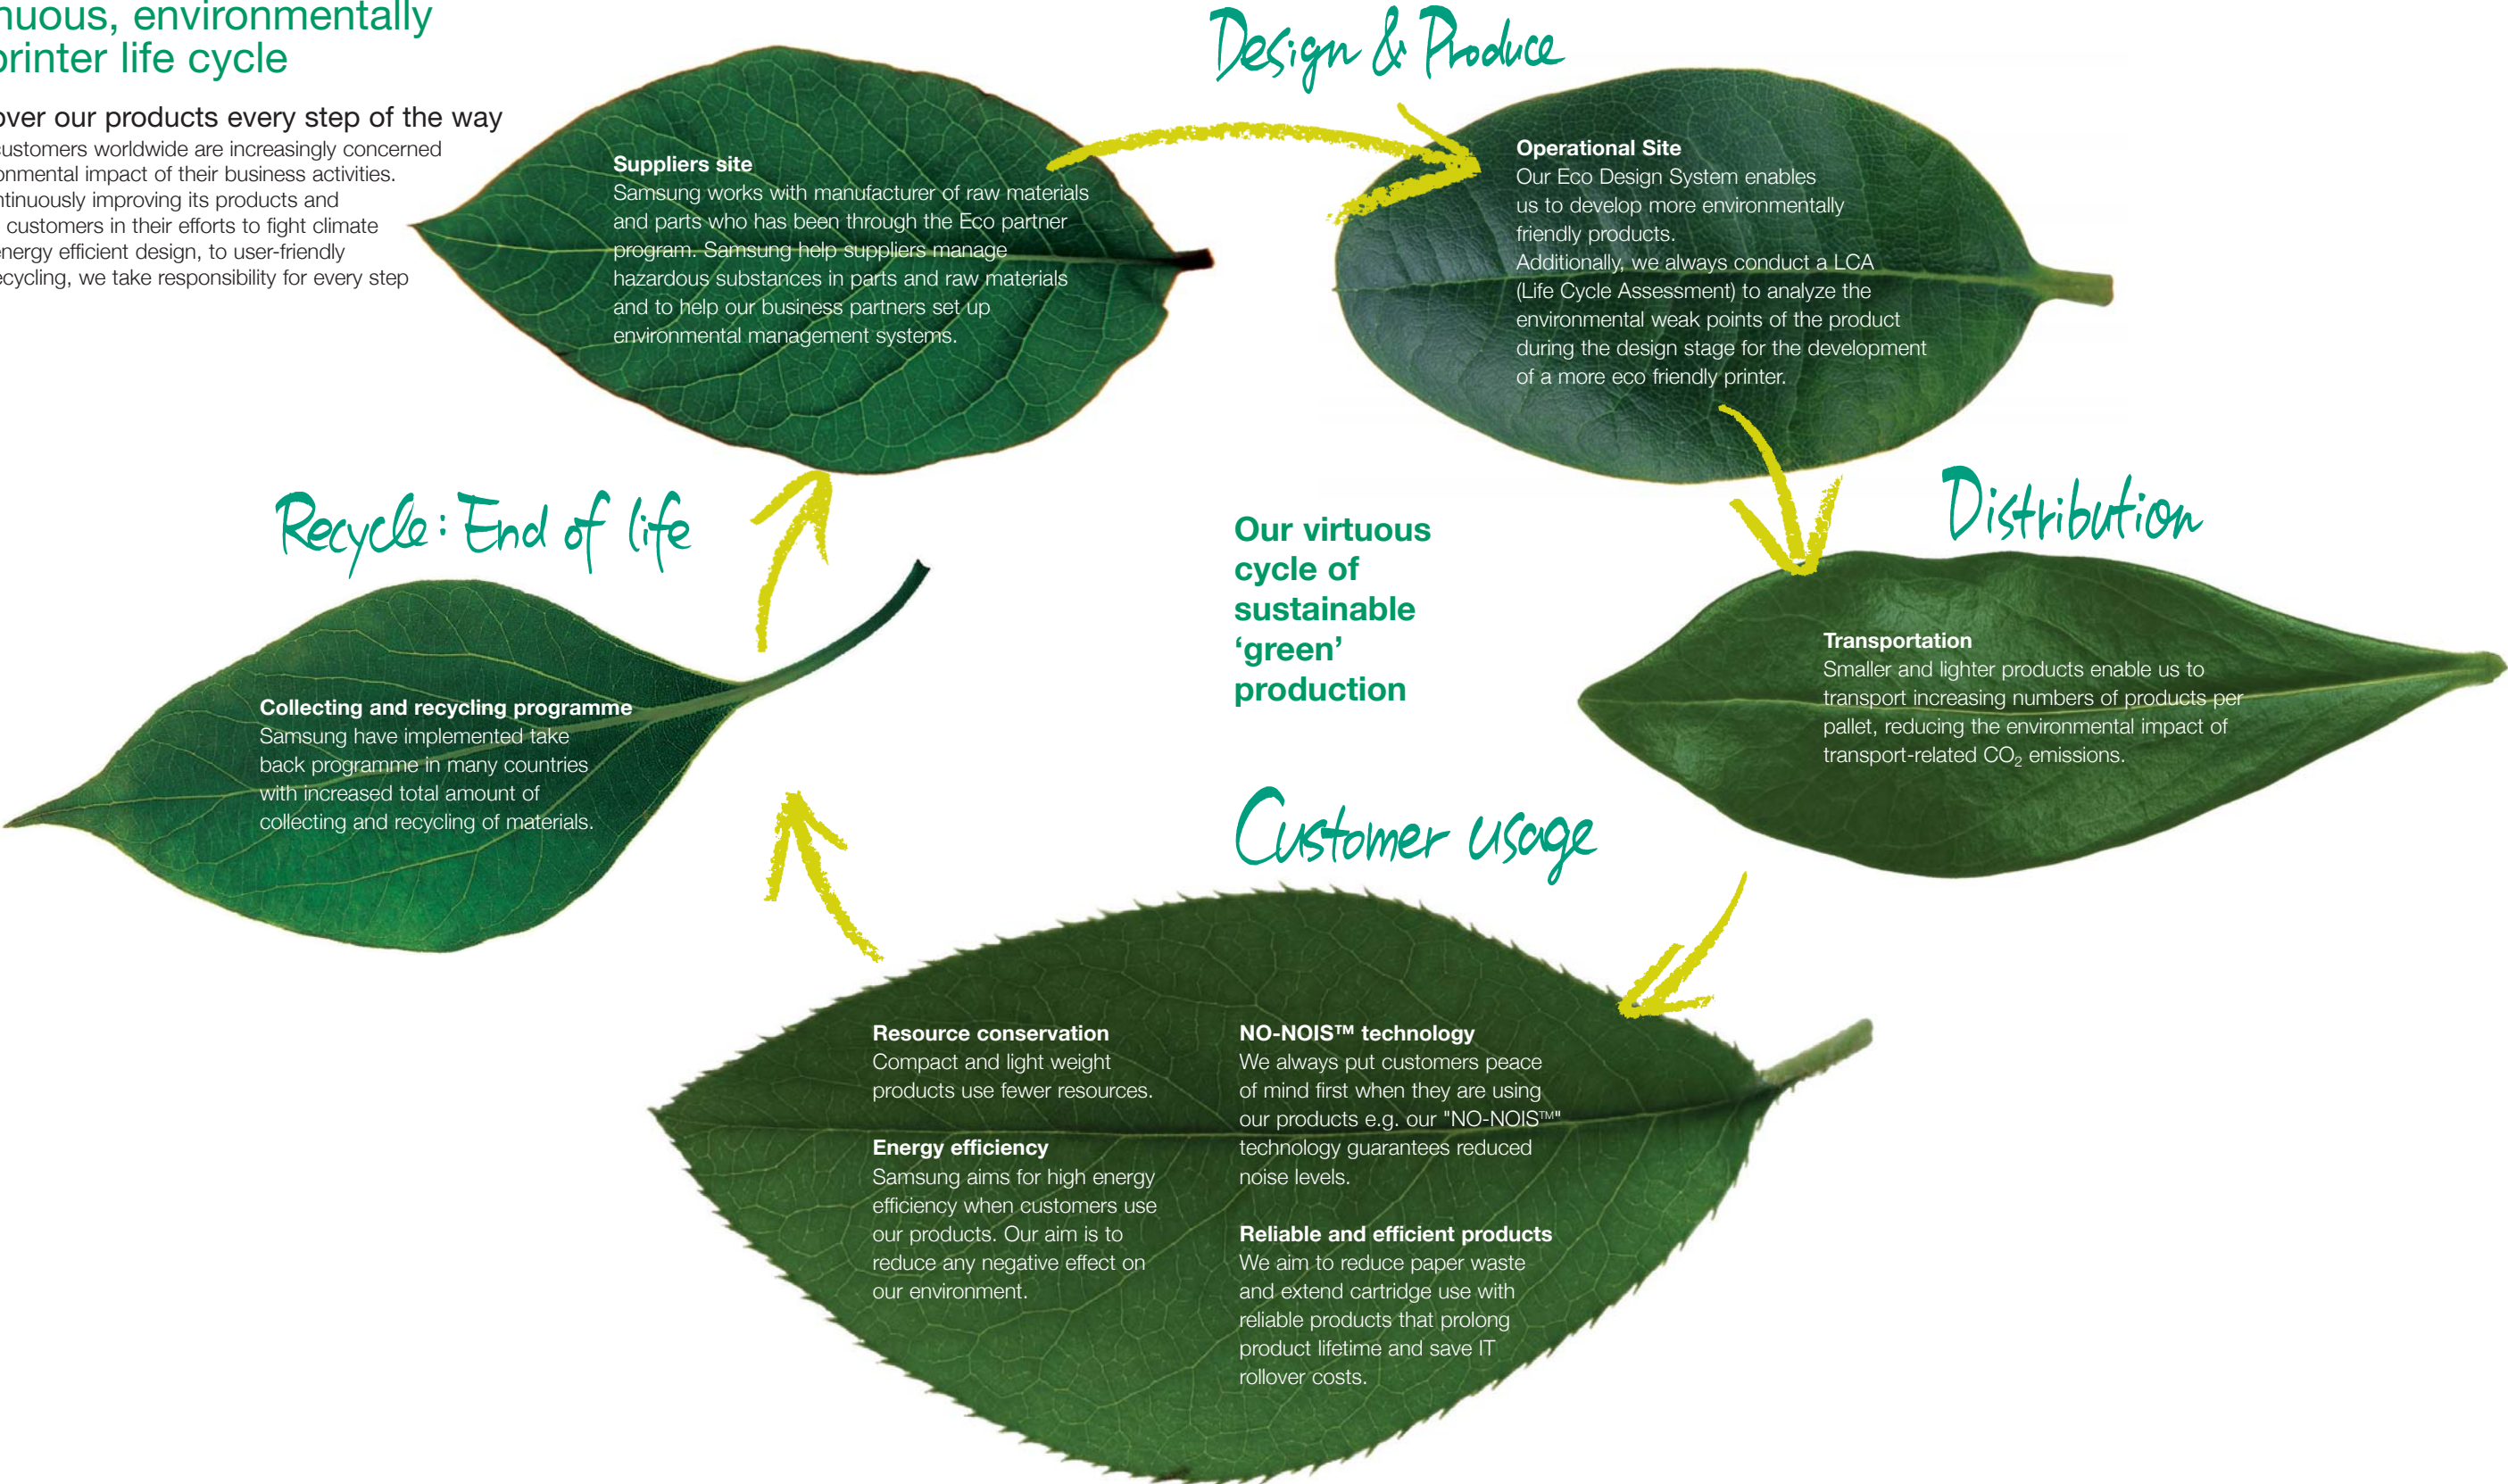 nuous, environmentally
printer life cycle
over our products every step of the way
customers worldwide are increasingly concerned
onmental impact of their business activities.
ntinuously improving its products and
customers in their efforts to fight climate
energy efficient design, to user-friendly
ecycling, we take responsibility for every step
Design & Produce
Suppliers site
Samsung works with manufacturer of raw materials
and parts who has been through the Eco partner
program. Samsung help suppliers manage
hazardous substances in parts and raw materials
and to help our business partners set up
environmental management systems.
Operational Site
Our Eco Design System enables
us to develop more environmentally
friendly products.
Additionally, we always conduct a LCA
(Life Cycle Assessment) to analyze the
environmental weak points of the product
during the design stage for the development
of a more eco friendly printer.
Recycle: End of life
Our virtuous
cycle of
sustainable
‘green’
production
Distribution
Transportation
Smaller and lighter products enable us to
transport increasing numbers of products per
pallet, reducing the environmental impact of
transport-related CO₂ emissions.
Collecting and recycling programme
Samsung have implemented take
back programme in many countries
with increased total amount of
collecting and recycling of materials.
Customer usage
Resource conservation
Compact and light weight
products use fewer resources.
Energy efficiency
Samsung aims for high energy
efficiency when customers use
our products. Our aim is to
reduce any negative effect on
our environment.
NO-NOIS™ technology
We always put customers peace
of mind first when they are using
our products e.g. our "NO-NOIS™"
technology guarantees reduced
noise levels.
Reliable and efficient products
We aim to reduce paper waste
and extend cartridge use with
reliable products that prolong
product lifetime and save IT
rollover costs.